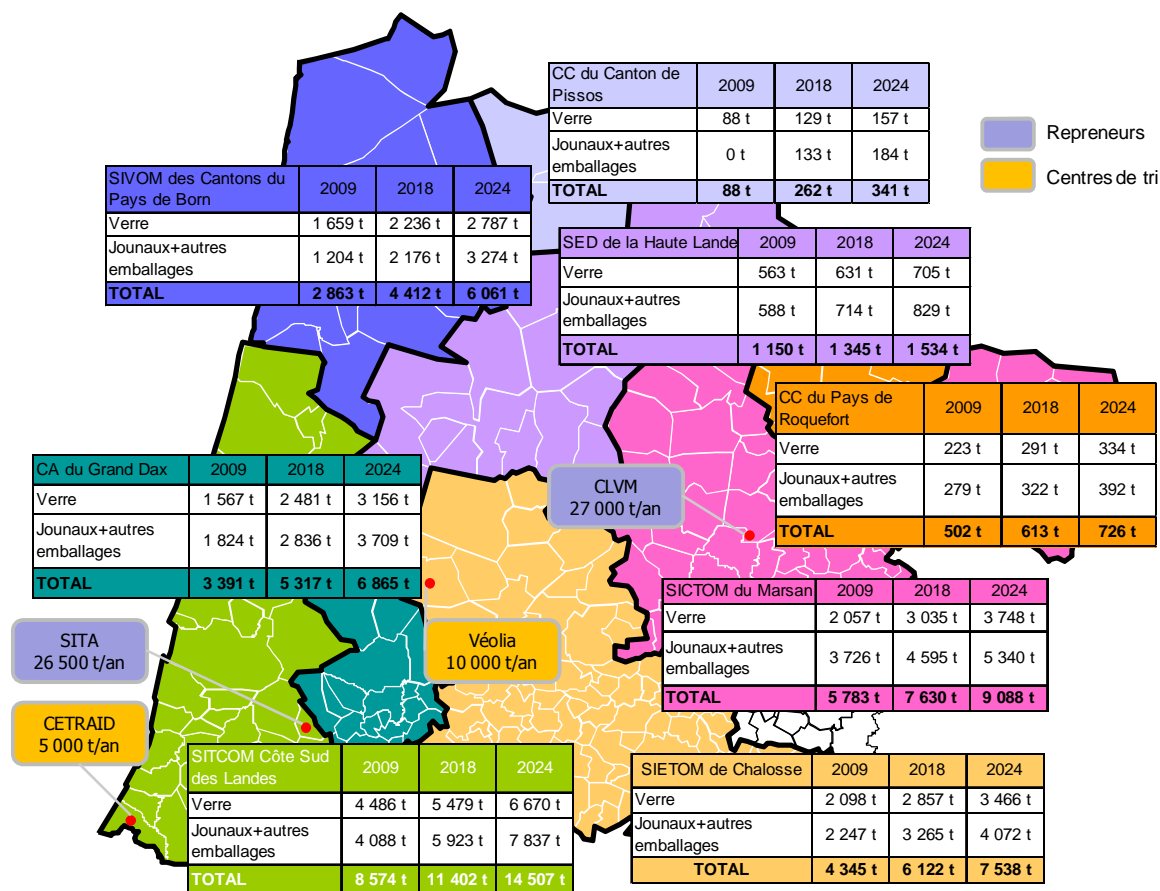 CC du Canton de Pissos 2009 2018 2024
Verre 88 t 129 t 157 t
Jounaux+autres emballages 0 t 133 t 184 t
TOTAL 88 t 262 t 341 t
Repreneurs
Centres de tri
SIVOM des Cantons du Pays de Born 2009 2018 2024
Verre 1 659 t 2 236 t 2 787 t
Jounaux+autres emballages 1 204 t 2 176 t 3 274 t
TOTAL 2 863 t 4 412 t 6 061 t
SED de la Haute Lande 2009 2018 2024
Verre 563 t 631 t 705 t
Jounaux+autres emballages 588 t 714 t 829 t
TOTAL 1 150 t 1 345 t 1 534 t
CC du Pays de Roquefort 2009 2018 2024
Verre 223 t 291 t 334 t
Jounaux+autres emballages 279 t 322 t 392 t
TOTAL 502 t 613 t 726 t
CA du Grand Dax 2009 2018 2024
Verre 1 567 t 2 481 t 3 156 t
Jounaux+autres emballages 1 824 t 2 836 t 3 709 t
TOTAL 3 391 t 5 317 t 6 865 t
CLVM
27 000 t/an
SICTOM du Marsan 2009 2018 2024
Verre 2 057 t 3 035 t 3 748 t
Jounaux+autres emballages 3 726 t 4 595 t 5 340 t
TOTAL 5 783 t 7 630 t 9 088 t
SITA
26 500 t/an
Véolia
10 000 t/an
CETRAID
5 000 t/an
SITCOM Côte Sud des Landes 2009 2018 2024
Verre 4 486 t 5 479 t 6 670 t
Jounaux+autres emballages 4 088 t 5 923 t 7 837 t
TOTAL 8 574 t 11 402 t 14 507 t
SIETOM de Chalosse 2009 2018 2024
Verre 2 098 t 2 857 t 3 466 t
Jounaux+autres emballages 2 247 t 3 265 t 4 072 t
TOTAL 4 345 t 6 122 t 7 538 t